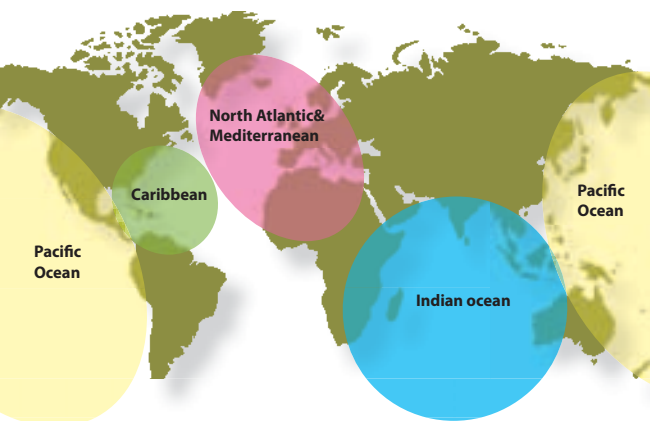 North Atlantic&
Mediterranean
Caribbean
Pacific
Ocean
Pacific
Ocean
Indian ocean